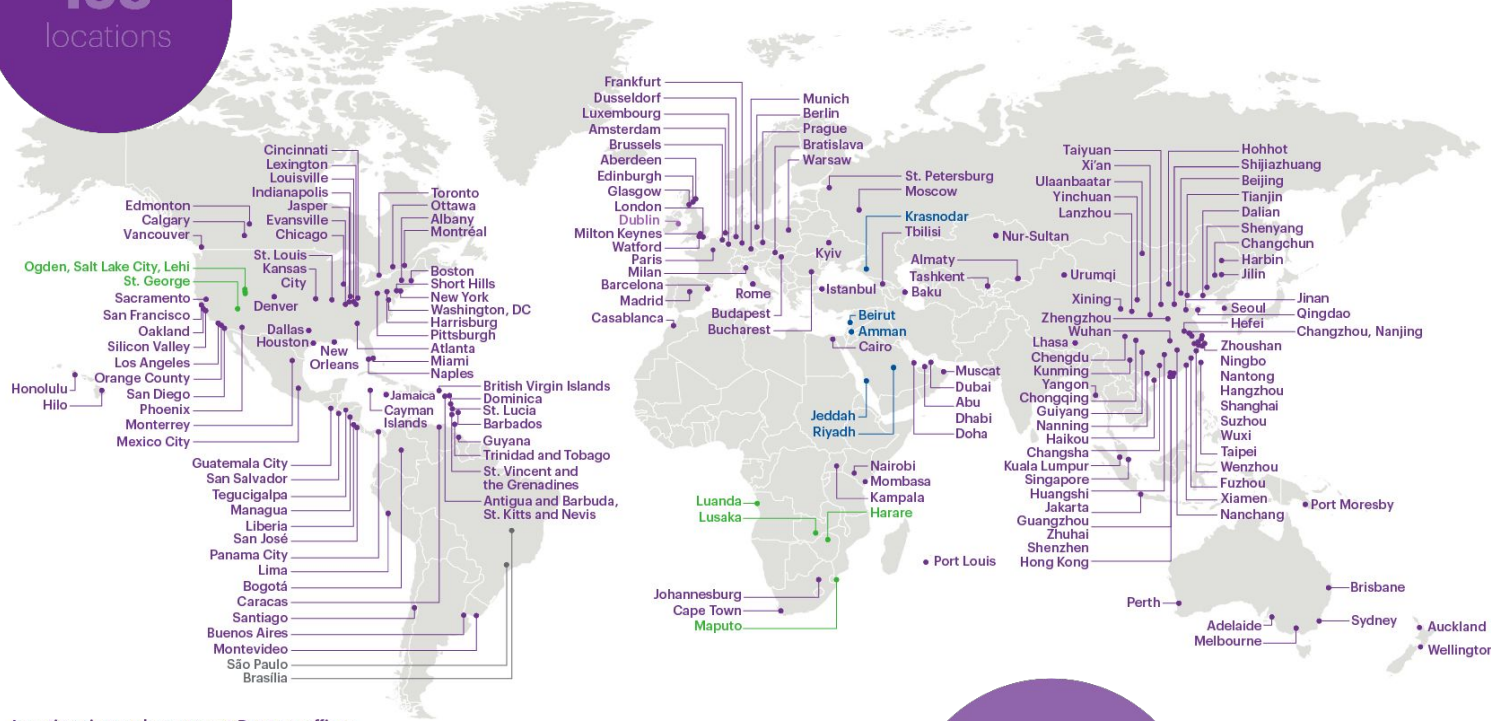 locations
Frankfurt
Dusseldorf
Luxembourg
Amsterdam
Brussels
Aberdeen
Edinburgh
Glasgow
London
Dublin
Milton Keynes
Watford
Paris
Milan
Barcelona
Madrid
Casablanca
Munich
Berlin
Prague
Bratislava
Warsaw
St. Petersburg
Moscow
Krasnodar
Tbilisi
Kyiv
Istanbul
Rome
Budapest
Bucharest
Baku
Nur-Sultan
Almaty
Tashkent
Urumqi
Beirut
Amman
Cairo
Cincinnati
Lexington
Louisville
Indianapolis
Jasper
Evansville
Chicago
St. Louis
Kansas
City
Denver
Dallas
Houston
New
Orleans
Toronto
Ottawa
Albany
Montréal
Boston
Short Hills
New York
Washington, DC
Harrisburg
Pittsburgh
Atlanta
Miami
Naples
Edmonton
Calgary
Vancouver
Ogden, Salt Lake City, Lehi
St. George
Sacramento
San Francisco
Oakland
Silicon Valley
Los Angeles
Orange County
San Diego
Phoenix
Monterrey
Mexico City
Honolulu
Hilo
Jamaica
Cayman
Islands
British Virgin Islands
Dominica
St. Lucia
Barbados
Guyana
Trinidad and Tobago
St. Vincent and
the Grenadines
Antigua and Barbuda,
St. Kitts and Nevis
Guatemala City
San Salvador
Tegucigalpa
Managua
Liberia
San José
Panama City
Lima
Bogotá
Caracas
Santiago
Buenos Aires
Montevideo
São Paulo
Brasília
Muscat
Dubai
Abu
Dhabi
Doha
Jeddah
Riyadh
Nairobi
Mombasa
Kampala
Luanda
Lusaka
Harare
Port Louis
Johannesburg
Cape Town
Maputo
Taiyuan
Xi'an
Ulaanbaatar
Yinchuan
Lanzhou
Xining
Zhengzhou
Wuhan
Lhasa
Chengdu
Kunming
Yangon
Chongqing
Guiyang
Nanning
Haikou
Changsha
Kuala Lumpur
Singapore
Huangshi
Jakarta
Guangzhou
Zhuhai
Shenzhen
Hong Kong
Hohhot
Shijiazhuang
Beijing
Tianjin
Dalian
Shenyang
Changchun
Harbin
Jilin
Jinan
Seoul
Qingdao
Hefei
Changzhou, Nanjing
Zhoushan
Ningbo
Nantong
Hangzhou
Shanghai
Suzhou
Wuxi
Taipei
Wenzhou
Fuzhou
Xiamen
Nanchang
Port Moresby
Perth
Brisbane
Adelaide
Sydney
Melbourne
Auckland
Wellington